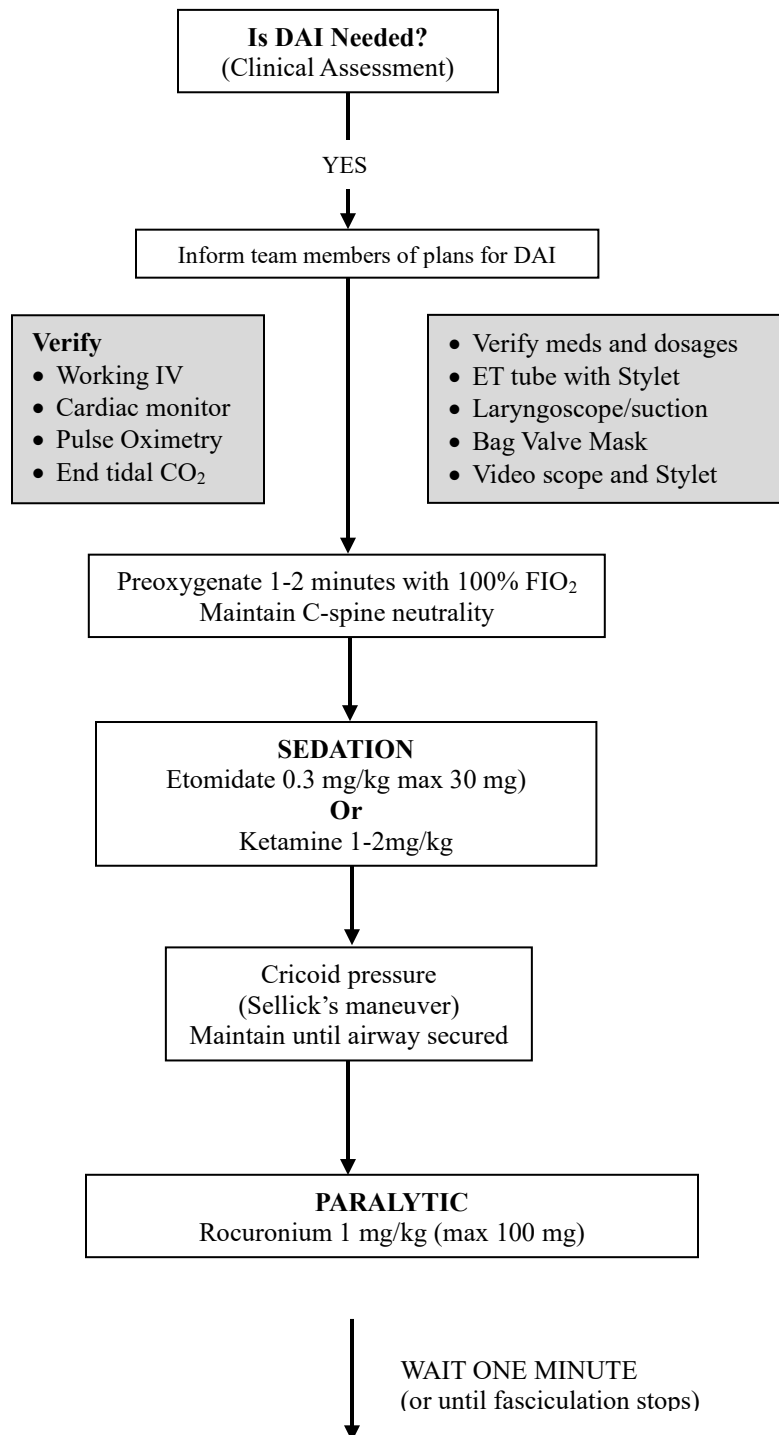 Is DAI Needed?
(Clinical Assessment)
YES
Inform team members of plans for DAI
Verify
• Working IV
• Cardiac monitor
• Pulse Oximetry
• End tidal CO₂
• Verify meds and dosages
• ET tube with Stylet
• Laryngoscope/suction
• Bag Valve Mask
• Video scope and Stylet
Preoxygenate 1-2 minutes with 100% FIO₂
Maintain C-spine neutrality
SEDATION
Etomidate 0.3 mg/kg max 30 mg)
Or
Ketamine 1-2mg/kg
Cricoid pressure
(Sellick’s maneuver)
Maintain until airway secured
PARALYTIC
Rocuronium 1 mg/kg (max 100 mg)
WAIT ONE MINUTE
(or until fasciculation stops)